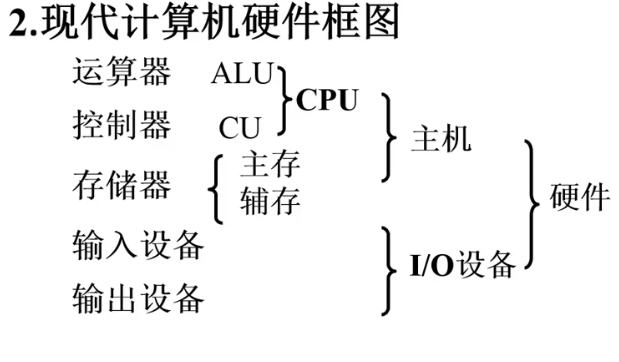 2.现代计算机硬件框图
运算器 ALU
CPU
控制器 CU
主机
存储器 主存
辅存
硬件
输入设备
I/O设备
输出设备